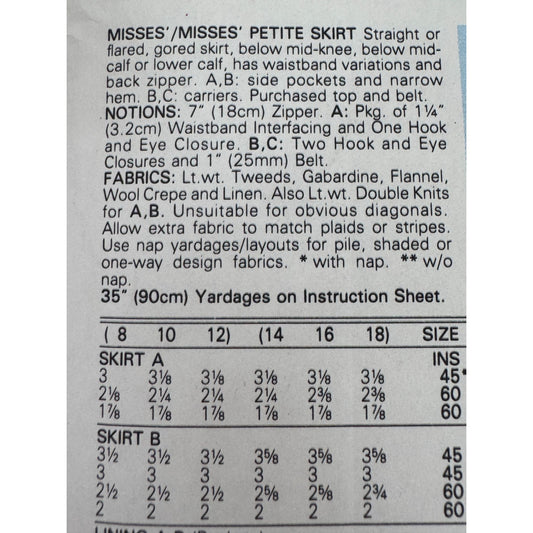 MISSES'/MISSES' PETITE SKIRT Straight or
flared, gored skirt, below mid-knee, below mid-
calf or lower calf, has waistband variations and
back zipper. A,B: side pockets and narrow
hem. B,C: carriers. Purchased top and belt.
NOTIONS: 7" (18cm) Zipper. A: Pkg. of 1¼"
(3.2cm) Waistband Interfacing and One Hook
and Eye Closure. B,C: Two Hook and Eye
Closures and 1" (25mm) Belt.
FABRICS: Lt.wt. Tweeds, Gabardine, Flannel,
Wool Crepe and Linen. Also Lt.wt. Double Knits
for A,B. Unsuitable for obvious diagonals.
Allow extra fabric to match plaids or stripes.
Use nap yardages/layouts for pile, shaded or
one-way design fabrics. * with nap. ** w/o
nap.
35" (90cm) Yardages on Instruction Sheet.
( 8 10 12) (14 16 18) SIZE
SKIRT A INS
3 3⅛ 3⅛ 3⅛ 3⅛ 3⅛ 45*
2⅛ 2¼ 2¼ 2¼ 2⅜ 2⅜ 60
1⅞ 1⅞ 1⅞ 1⅞ 1⅞ 1⅞ 60
SKIRT B
3½ 3½ 3½ 3⅝ 3⅝ 3⅝ 45
3 3 3 3 3 3 45
2½ 2½ 2½ 2⅝ 2⅝ 2¾ 60
2 2 2 2 2 2 60